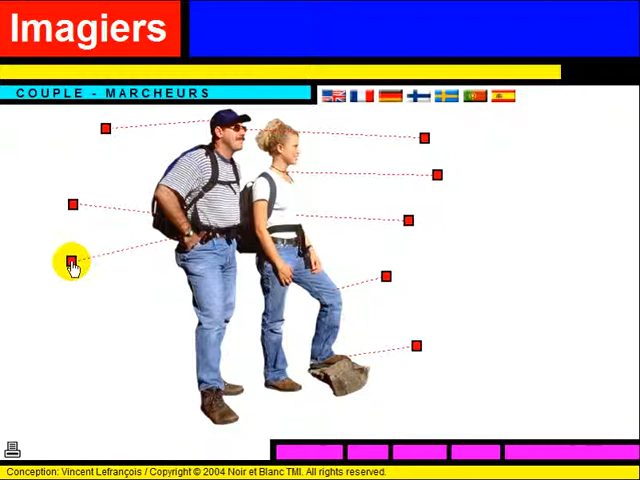 Imagiers
COUPLE - MARCHEURS
Conception: Vincent Lefrançois / Copyright © 2004 Noir et Blanc TMI. All rights reserved.